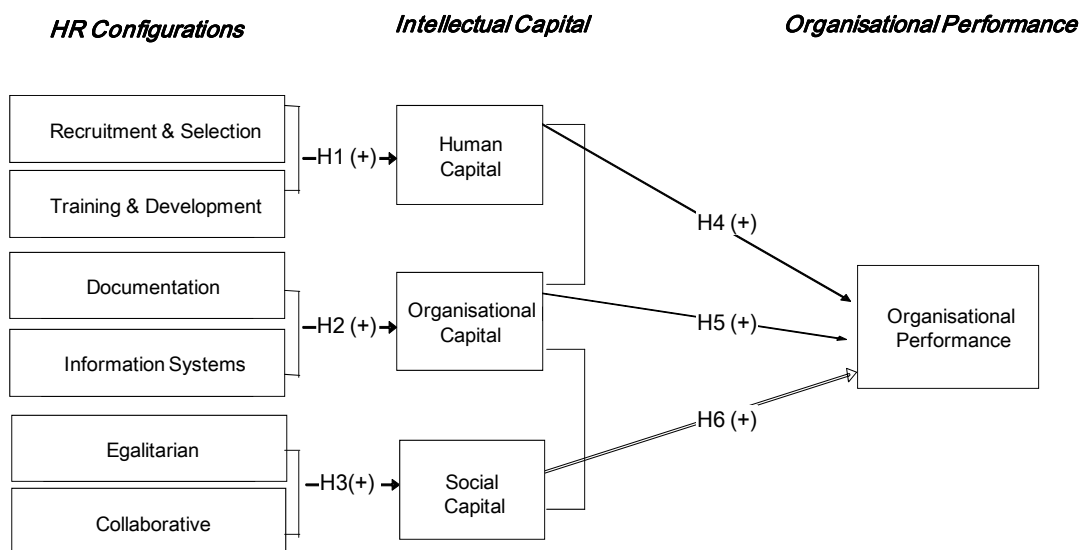 HR Configurations
Intellectual Capital
Organisational Performance
Recruitment & Selection
Training & Development
H1 (+)
Human
Capital
H4 (+)
Documentation
Information Systems
H2 (+)
Organisational
Capital
H5 (+)
Organisational
Performance
Egalitarian
Collaborative
H3(+)
Social
Capital
H6 (+)